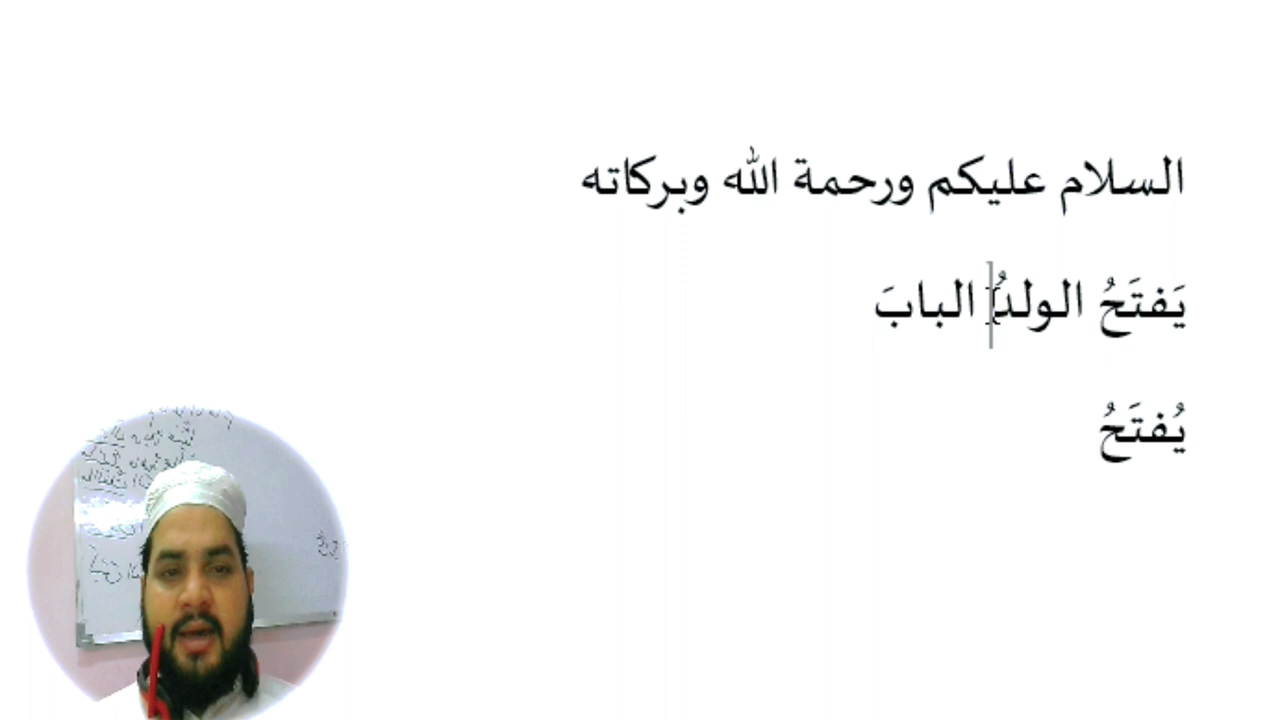 السلام عليكم ورحمة الله وبركاته
يَفتَحُ الولدُ البابَ
يُفتَحُ